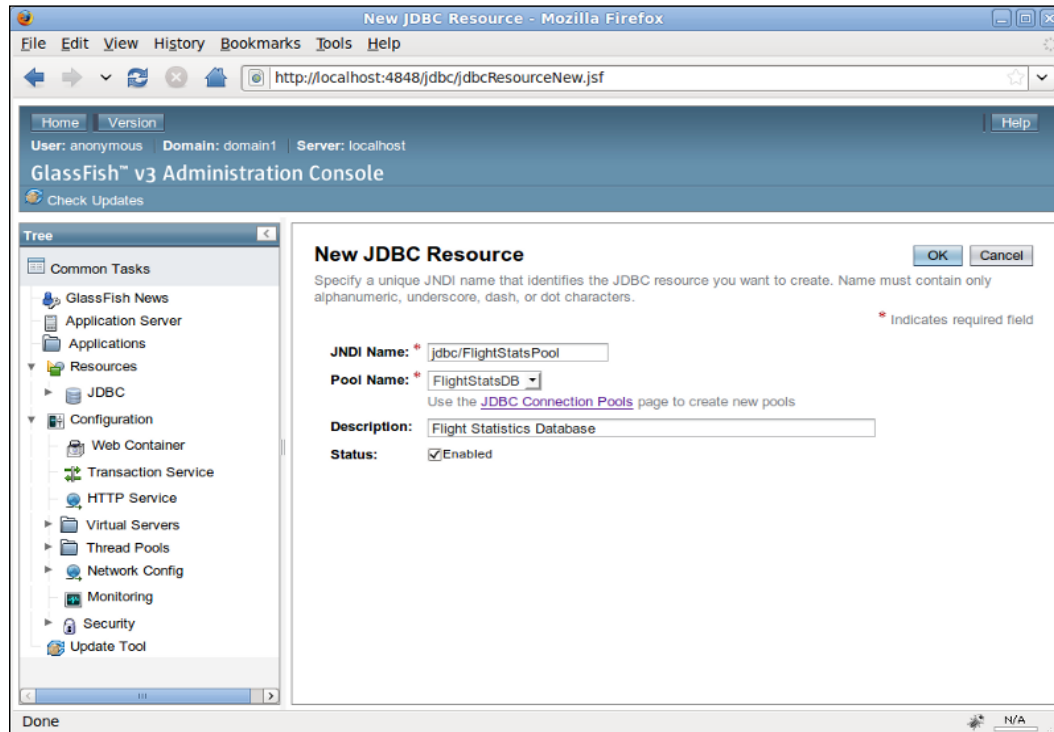 New JDBC Resource - Mozilla Firefox
File Edit View History Bookmarks Tools Help
http://localhost:4848/jdbc/jdbcResourceNew.jsf
Home Version Help
User: anonymous Domain: domain1 Server: localhost
GlassFish™ v3 Administration Console
Check Updates
Tree
Common Tasks
GlassFish News
Application Server
Applications
Resources
JDBC
Configuration
Web Container
Transaction Service
HTTP Service
Virtual Servers
Thread Pools
Network Config
Monitoring
Security
Update Tool
New JDBC Resource
OK Cancel
Specify a unique JNDI name that identifies the JDBC resource you want to create. Name must contain only
alphanumeric, underscore, dash, or dot characters.
* Indicates required field
JNDI Name: * jdbc/FlightStatsPool
Pool Name: * FlightStatsDB
Use the JDBC Connection Pools page to create new pools
Description: Flight Statistics Database
Status: Enabled
Done
N/A